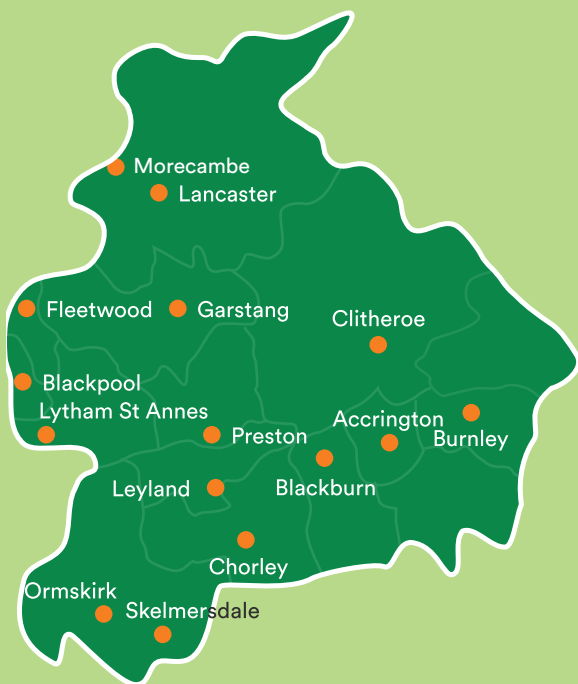 Morecambe
Lancaster
Fleetwood
Garstang
Clitheroe
Blackpool
Lytham St Annes
Accrington
Preston
Burnley
Leyland
Blackburn
Chorley
Ormskirk
Skelmersdale